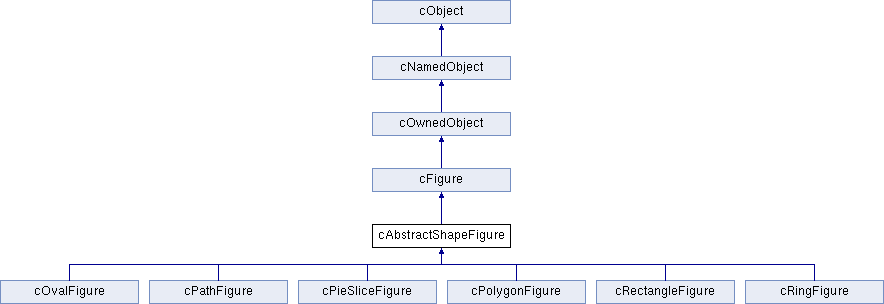 cObject
cNamedObject
cOwnedObject
cFigure
cAbstractShapeFigure
cOvalFigure
cPathFigure
cPieSliceFigure
cPolygonFigure
cRectangleFigure
cRingFigure